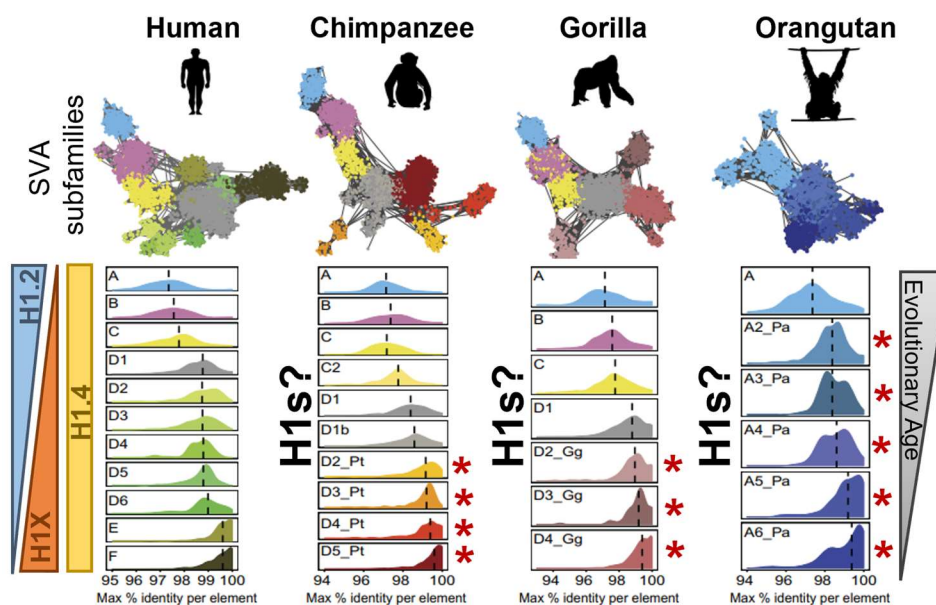 Human Chimpanzee Gorilla Orangutan
SVA
subfamilies
H1.2
H1X
H1.4
A
B
C
D1
D2
D3
D4
D5
D6
E
F
95 96 97 98 99 100
Max % identity per element
H1s?
A
B
C
C2
D1
D1b
D2_Pt *
D3_Pt *
D4_Pt *
D5_Pt *
94 96 98 100
Max % identity per element
H1s?
A
B
C
D1
D2_Gg *
D3_Gg *
D4_Gg *
94 96 98 100
Max % identity per element
H1s?
A
A2_Pa *
A3_Pa *
A4_Pa *
A5_Pa *
A6_Pa *
94 96 98 100
Max % identity per element
Evolutionary Age